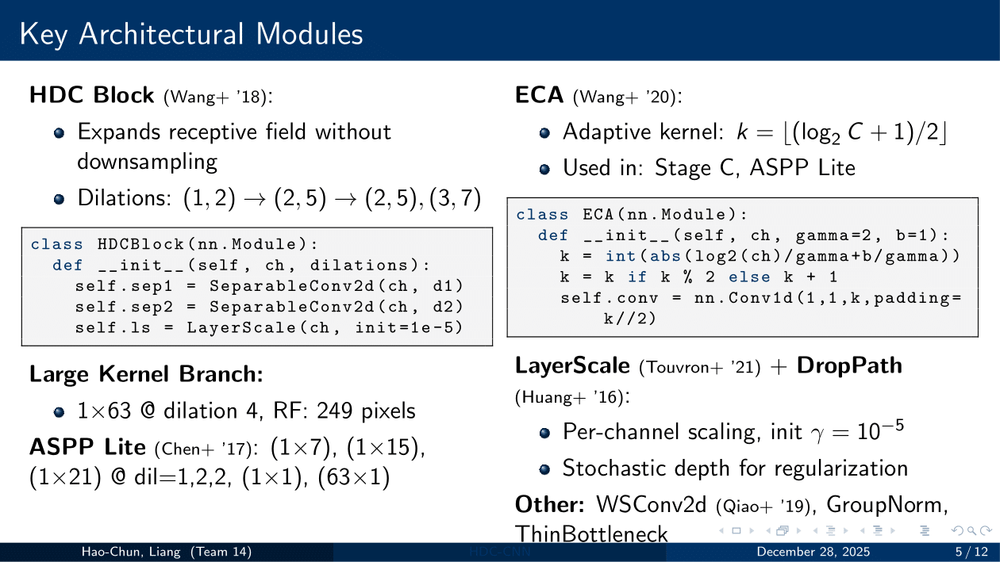 Key Architectural Modules
HDC Block (Wang+ '18):
Expands receptive field without
downsampling
Dilations: (1, 2) → (2, 5) → (2, 5), (3, 7)
class HDCBlock(nn.Module):
  def __init__(self, ch, dilations):
    self.sep1 = SeparableConv2d(ch, d1)
    self.sep2 = SeparableConv2d(ch, d2)
    self.ls = LayerScale(ch, init=1e-5)
Large Kernel Branch:
1×63 @ dilation 4, RF: 249 pixels
ASPP Lite (Chen+ '17): (1×7), (1×15),
(1×21) @ dil=1,2,2, (1×1), (63×1)
ECA (Wang+ '20):
Adaptive kernel: k = ⌊(log₂ C + 1)/2⌋
Used in: Stage C, ASPP Lite
class ECA(nn.Module):
  def __init__(self, ch, gamma=2, b=1):
    k = int(abs(log2(ch)/gamma+b/gamma))
    k = k if k % 2 else k + 1
    self.conv = nn.Conv1d(1,1,k,padding=
        k//2)
LayerScale (Touvron+ '21) + DropPath
(Huang+ '16):
Per-channel scaling, init γ = 10⁻⁵
Stochastic depth for regularization
Other: WSConv2d (Qiao+ '19), GroupNorm,
ThinBottleneck
Hao-Chun, Liang (Team 14)
HDC-CNN
December 28, 2025
5 / 12